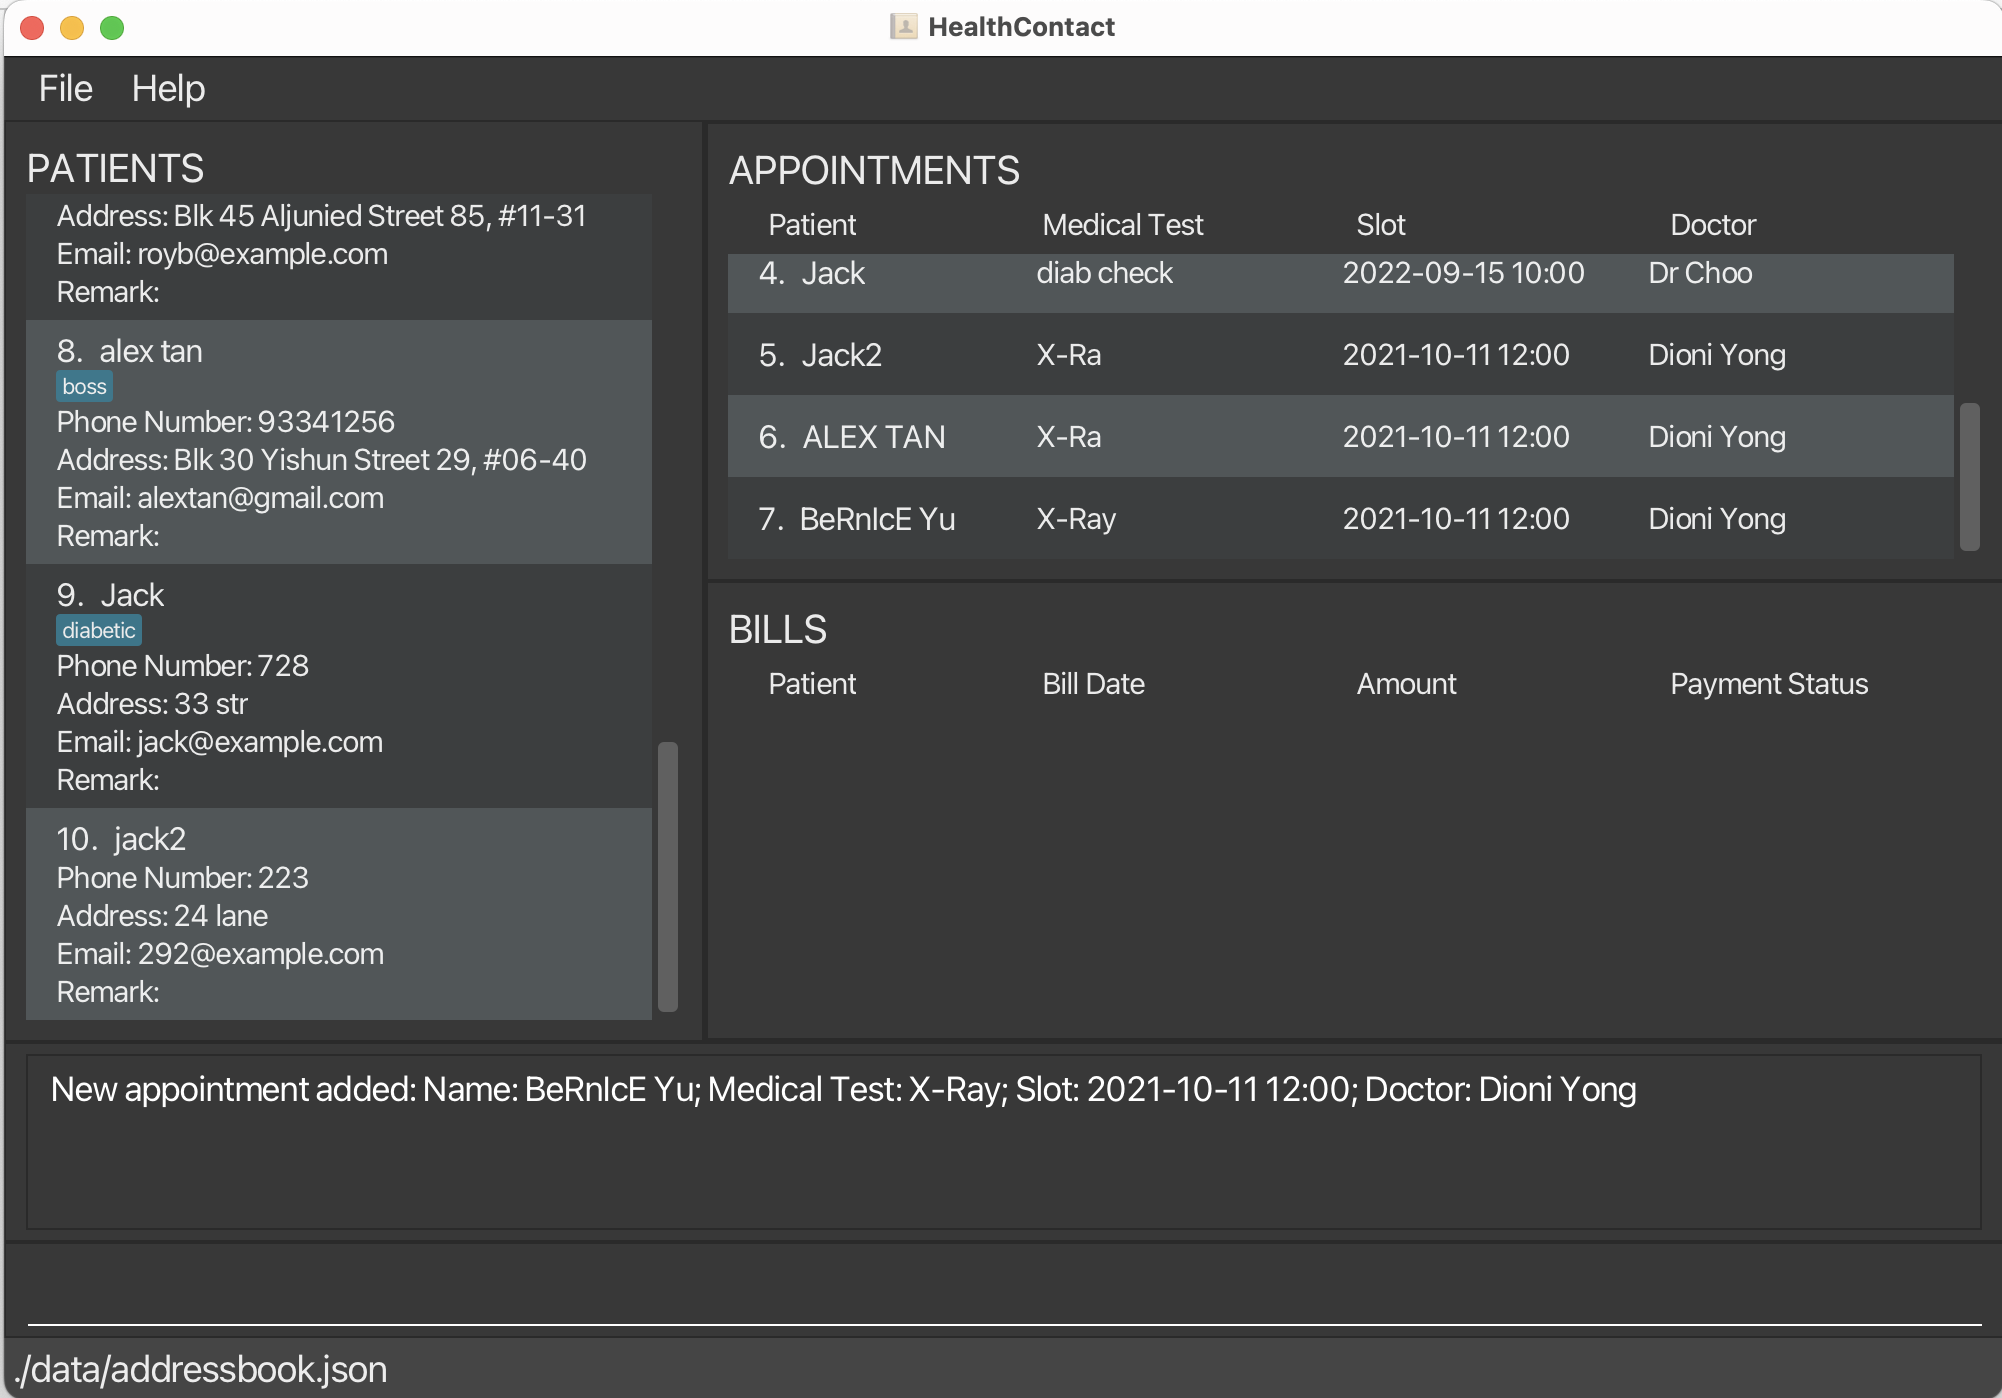 HealthContact
File Help
PATIENTS
Address: Blk 45 Aljunied Street 85, #11-31
Email: royb@example.com
Remark:
8. alex tan
boss
Phone Number: 93341256
Address: Blk 30 Yishun Street 29, #06-40
Email: alextan@gmail.com
Remark:
9. Jack
diabetic
Phone Number: 728
Address: 33 str
Email: jack@example.com
Remark:
10. jack2
Phone Number: 223
Address: 24 lane
Email: 292@example.com
Remark:
APPOINTMENTS
Patient Medical Test Slot Doctor
4. Jack diab check 2022-09-15 10:00 Dr Choo
5. Jack2 X-Ra 2021-10-11 12:00 Dioni Yong
6. ALEX TAN X-Ra 2021-10-11 12:00 Dioni Yong
7. BeRnIcE Yu X-Ray 2021-10-11 12:00 Dioni Yong
BILLS
Patient Bill Date Amount Payment Status
New appointment added: Name: BeRnIcE Yu; Medical Test: X-Ray; Slot: 2021-10-11 12:00; Doctor: Dioni Yong
./data/addressbook.json